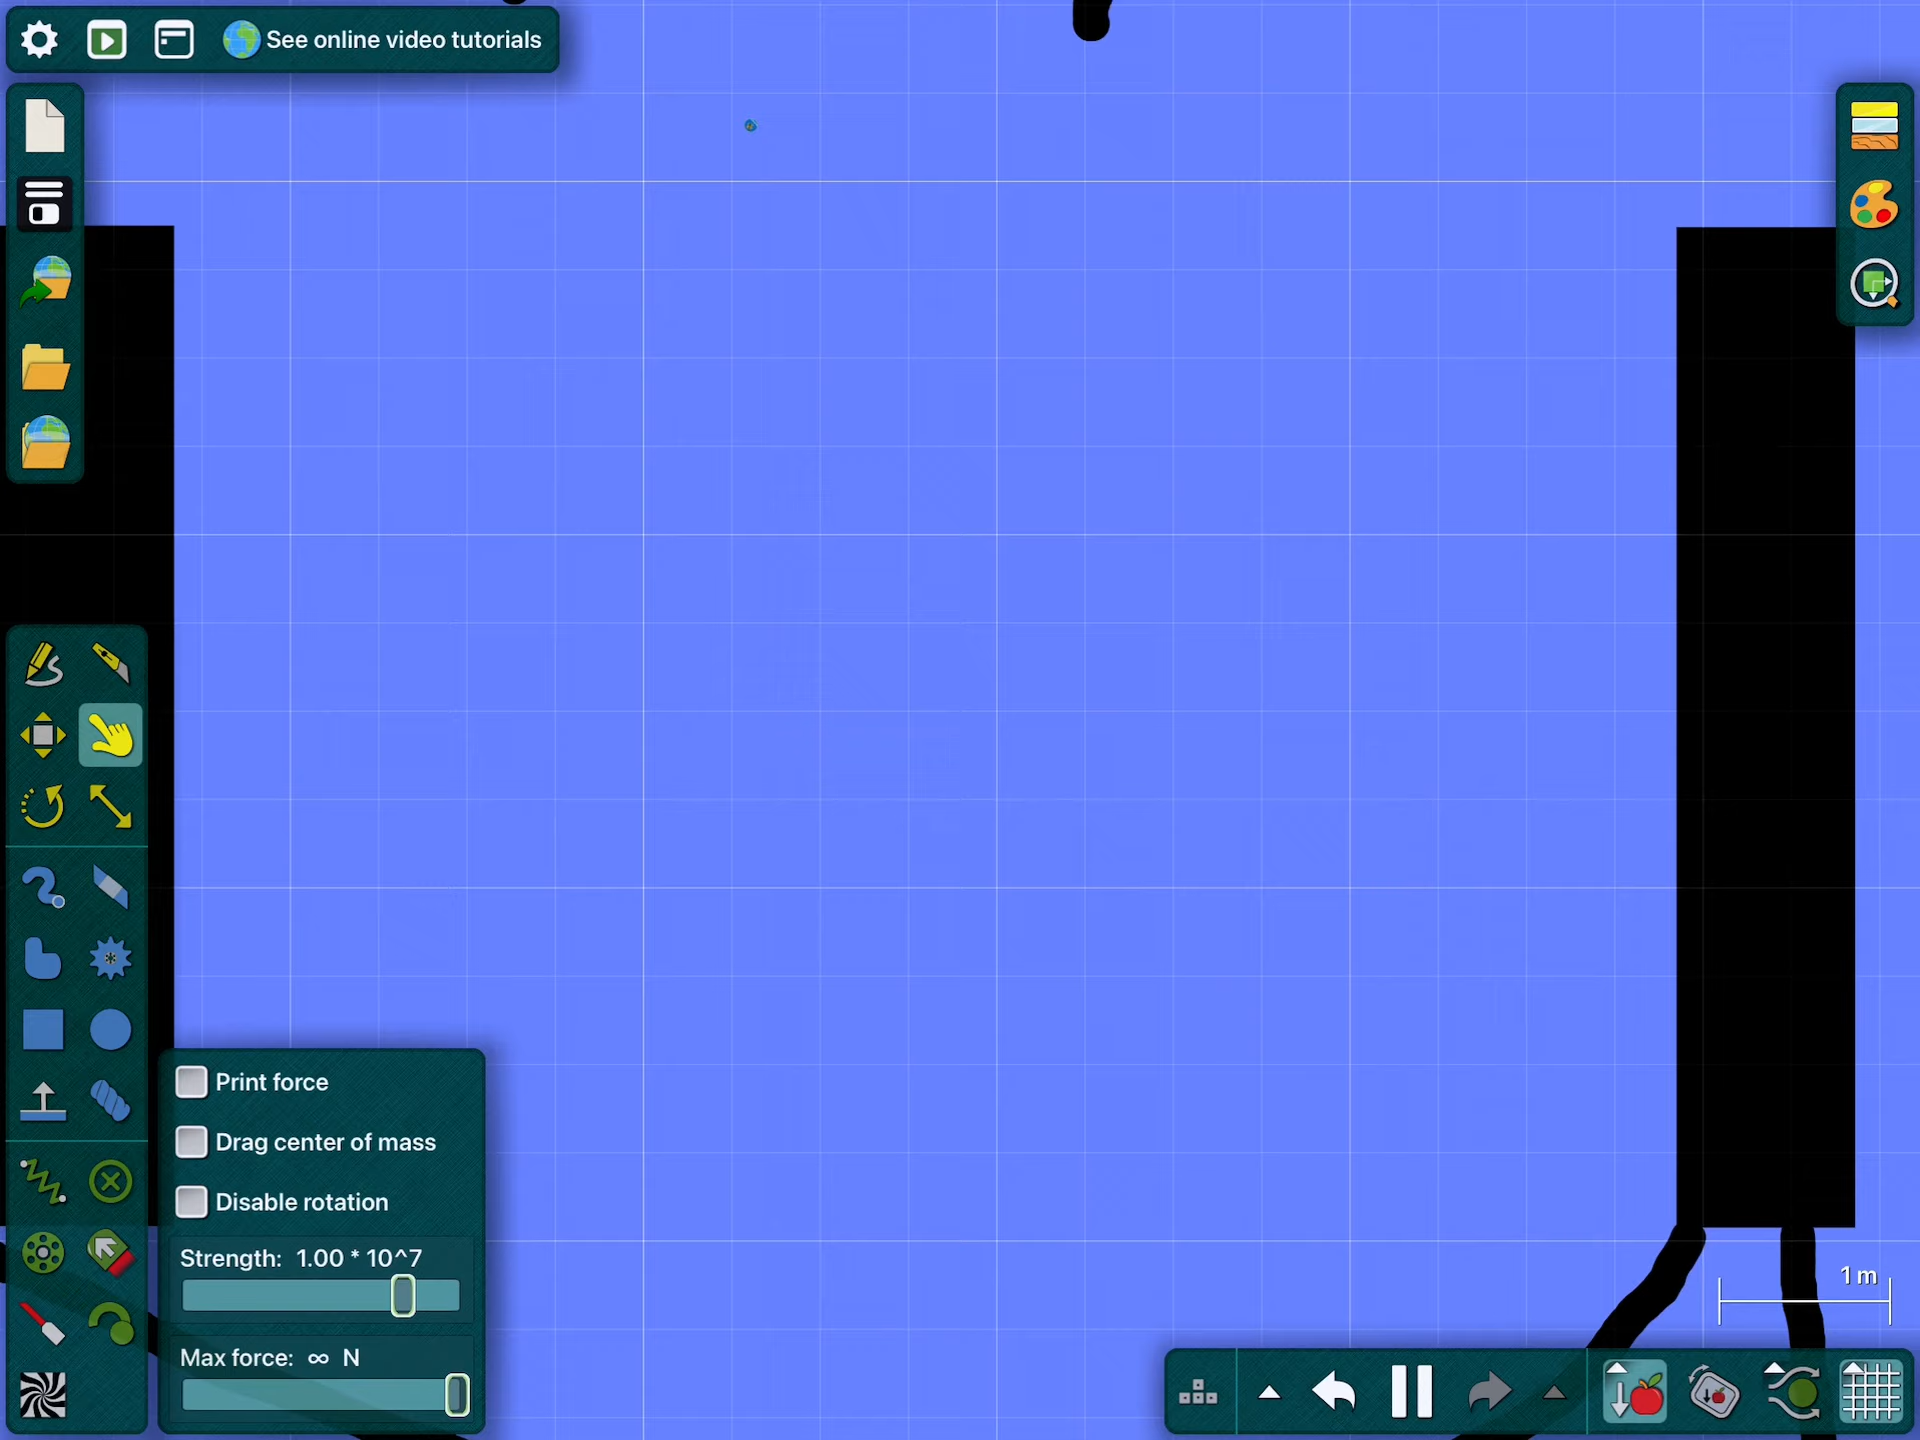 See online video tutorials
Print force
Drag center of mass
Disable rotation
Strength: 1.00 * 10^7
Max force: ∞ N
1 m